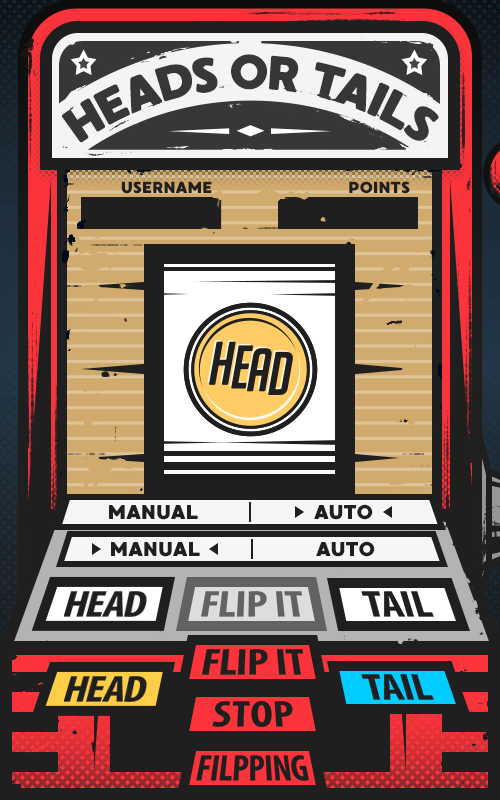 HEADS OR TAILS
USERNAME POINTS
HEAD
MANUAL AUTO
MANUAL AUTO
HEAD FLIP IT TAIL
FLIP IT
HEAD TAIL
STOP
FILPPING